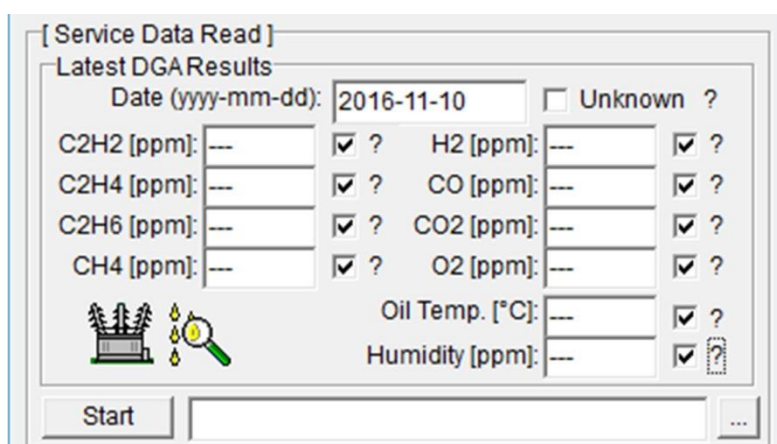 [ Service Data Read ]
Latest DGA Results
Date (yyyy-mm-dd): 2016-11-10 Unknown ?
C2H2 [ppm]: --- ? H2 [ppm]: --- ?
C2H4 [ppm]: --- ? CO [ppm]: --- ?
C2H6 [ppm]: --- ? CO2 [ppm]: --- ?
CH4 [ppm]: --- ? O2 [ppm]: --- ?
Oil Temp. [°C]: --- ?
Humidity [ppm]: --- ?
Start ...